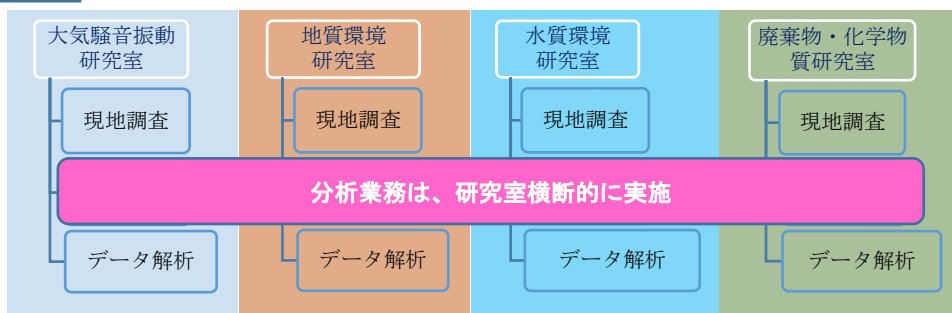 大気騒音振動
研究室
地質環境
研究室
水質環境
研究室
廃棄物・化学物
質研究室
現地調査
現地調査
現地調査
現地調査
分析業務は、研究室横断的に実施
データ解析
データ解析
データ解析
データ解析